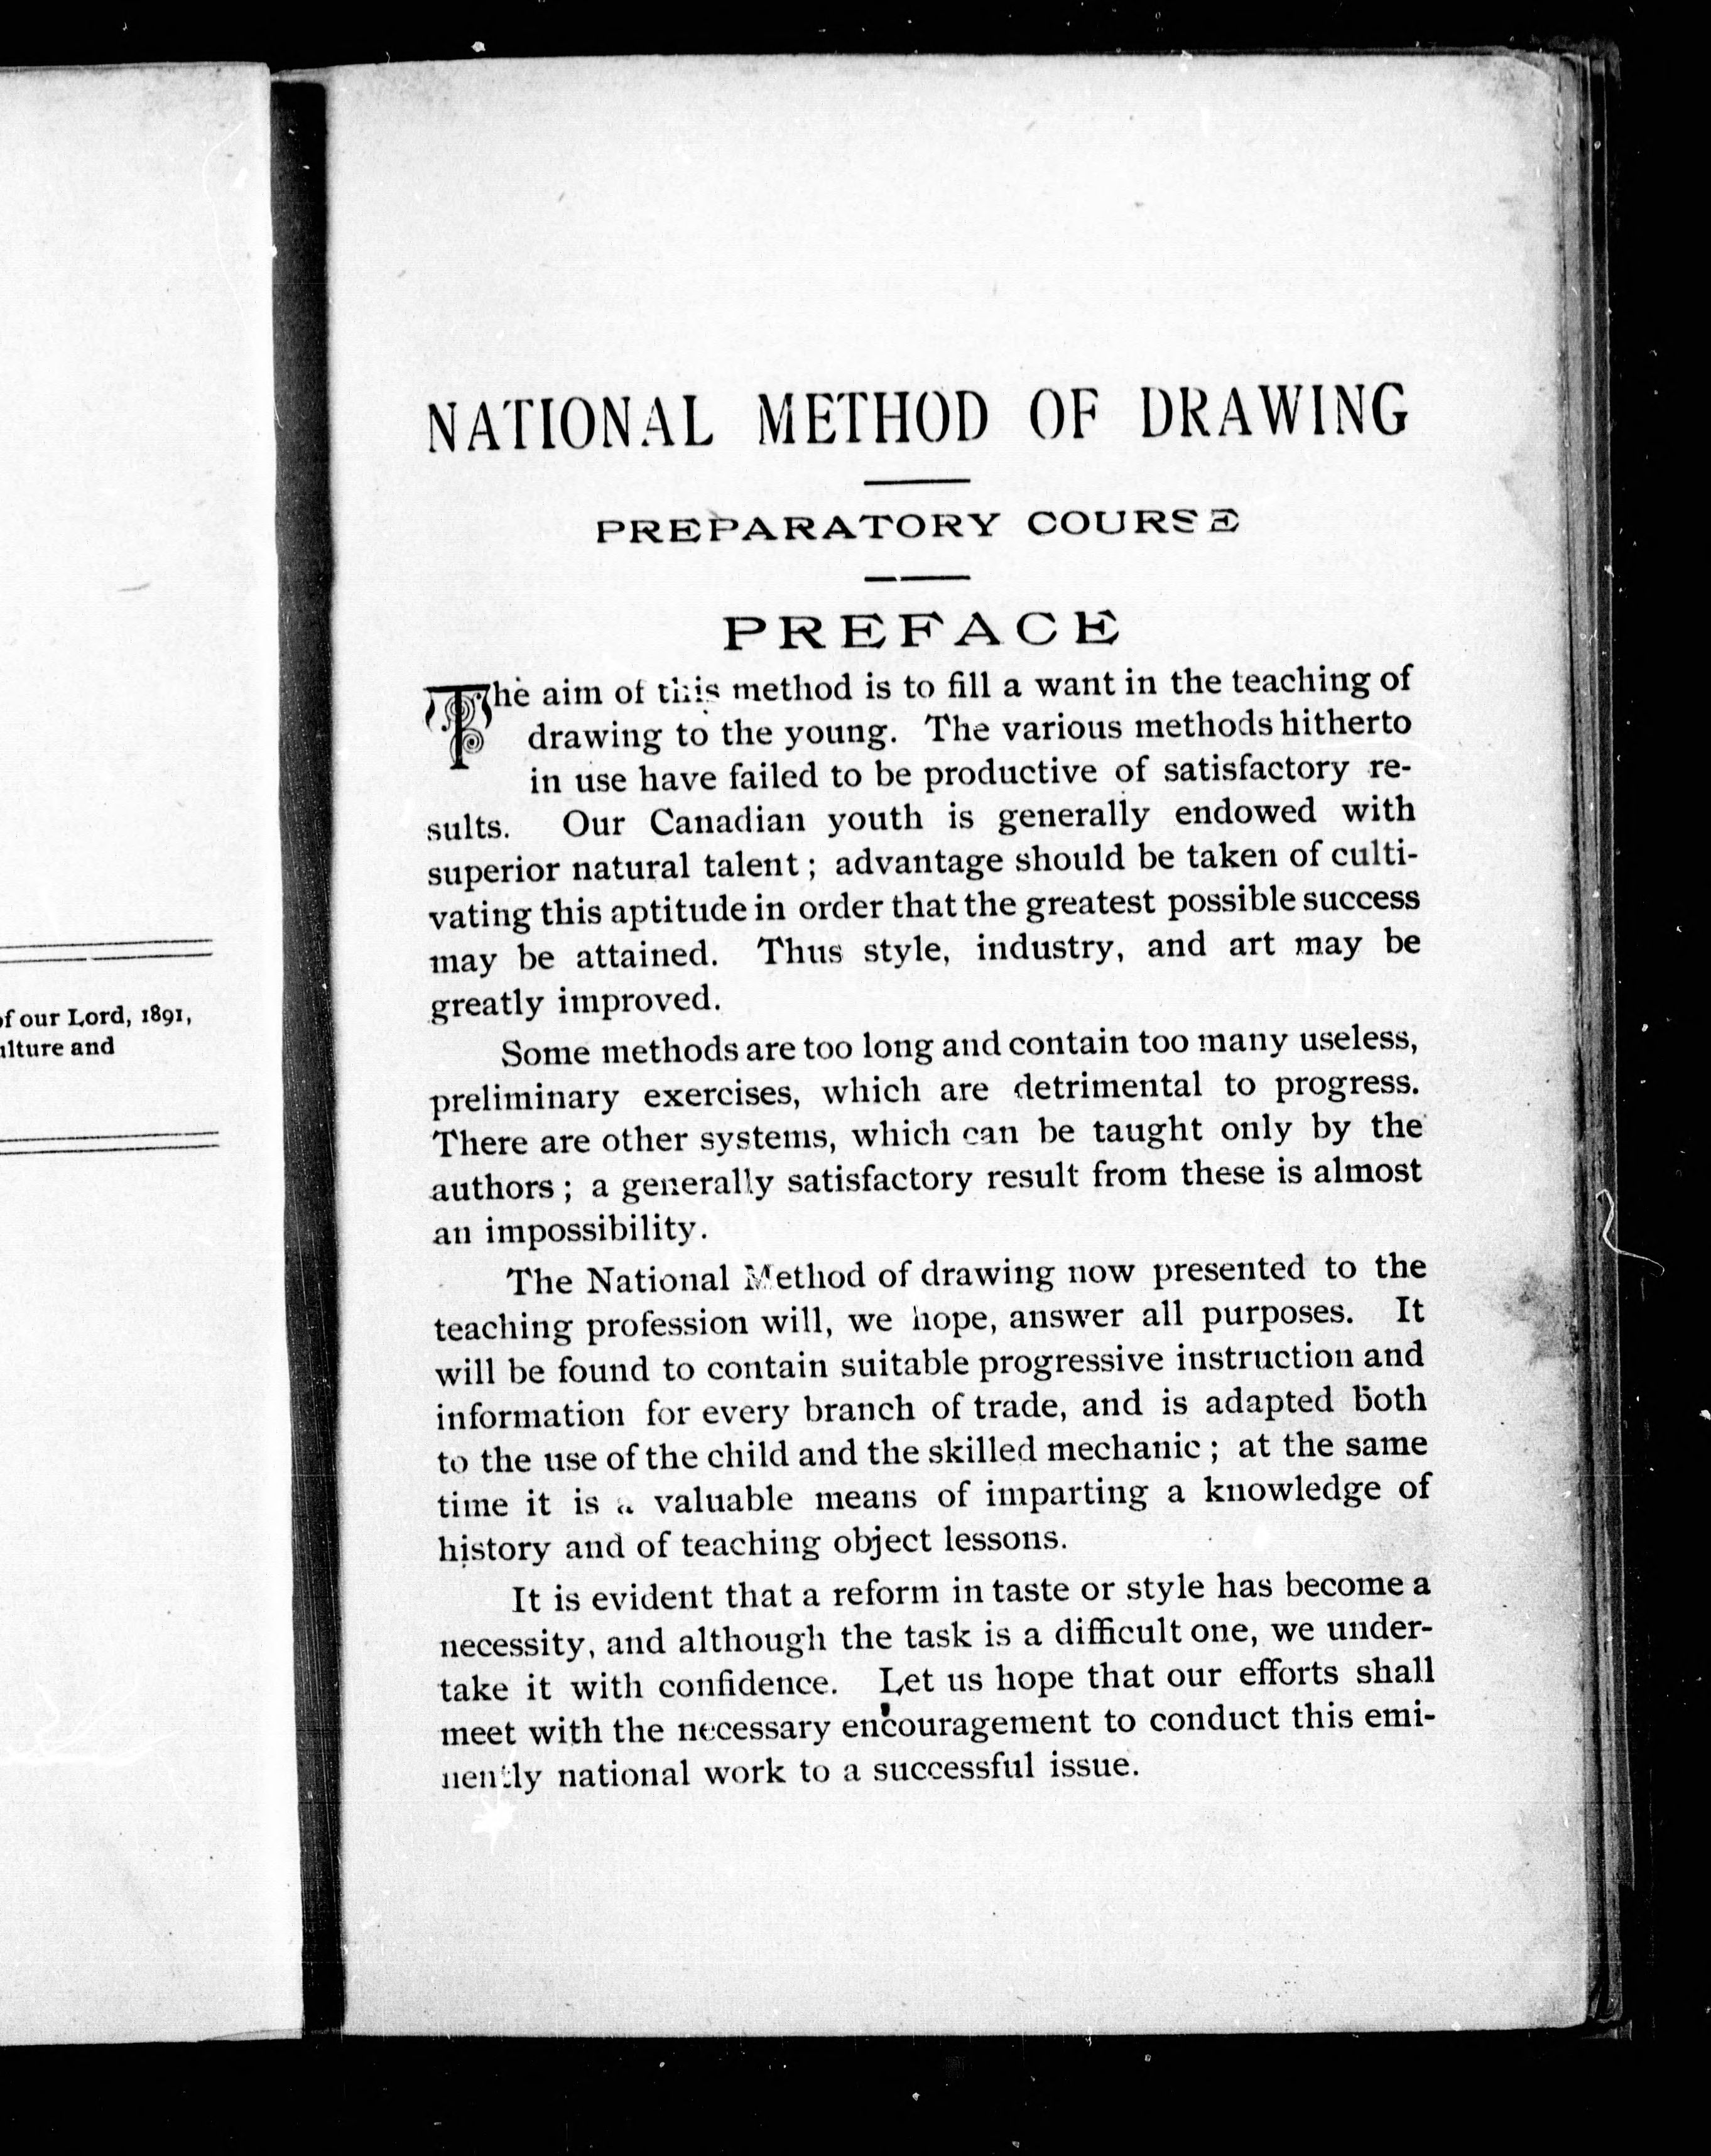 of our Lord, 1891,
ulture and
NATIONAL METHOD OF DRAWING
PREPARATORY COURSE
PREFACE
The aim of this method is to fill a want in the teaching of
drawing to the young. The various methods hitherto
in use have failed to be productive of satisfactory re-
sults. Our Canadian youth is generally endowed with
superior natural talent ; advantage should be taken of culti-
vating this aptitude in order that the greatest possible success
may be attained. Thus style, industry, and art may be
greatly improved.
Some methods are too long and contain too many useless,
preliminary exercises, which are detrimental to progress.
There are other systems, which can be taught only by the
authors ; a generally satisfactory result from these is almost
an impossibility.
The National Method of drawing now presented to the
teaching profession will, we hope, answer all purposes. It
will be found to contain suitable progressive instruction and
information for every branch of trade, and is adapted both
to the use of the child and the skilled mechanic ; at the same
time it is a valuable means of imparting a knowledge of
history and of teaching object lessons.
It is evident that a reform in taste or style has become a
necessity, and although the task is a difficult one, we under-
take it with confidence. Let us hope that our efforts shall
meet with the necessary encouragement to conduct this emi-
nently national work to a successful issue.